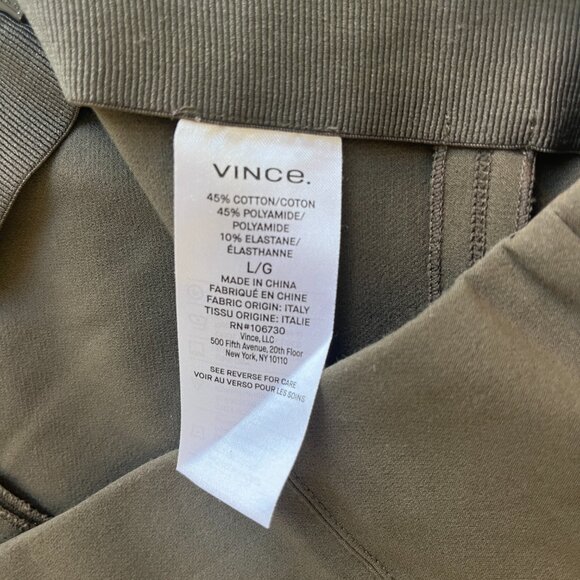 VINCE.
45% COTTON/COTON
45% POLYAMIDE/
POLYAMIDE
10% ELASTANE/
ÉLASTHANNE
L/G
MADE IN CHINA
FABRIQUÉ EN CHINE
FABRIC ORIGIN: ITALY
TISSU ORIGINE: ITALIE
RN#106730
Vince, LLC
500 Fifth Avenue, 20th Floor
New York, NY 10110
SEE REVERSE FOR CARE
VOIR AU VERSO POUR LES SOINS